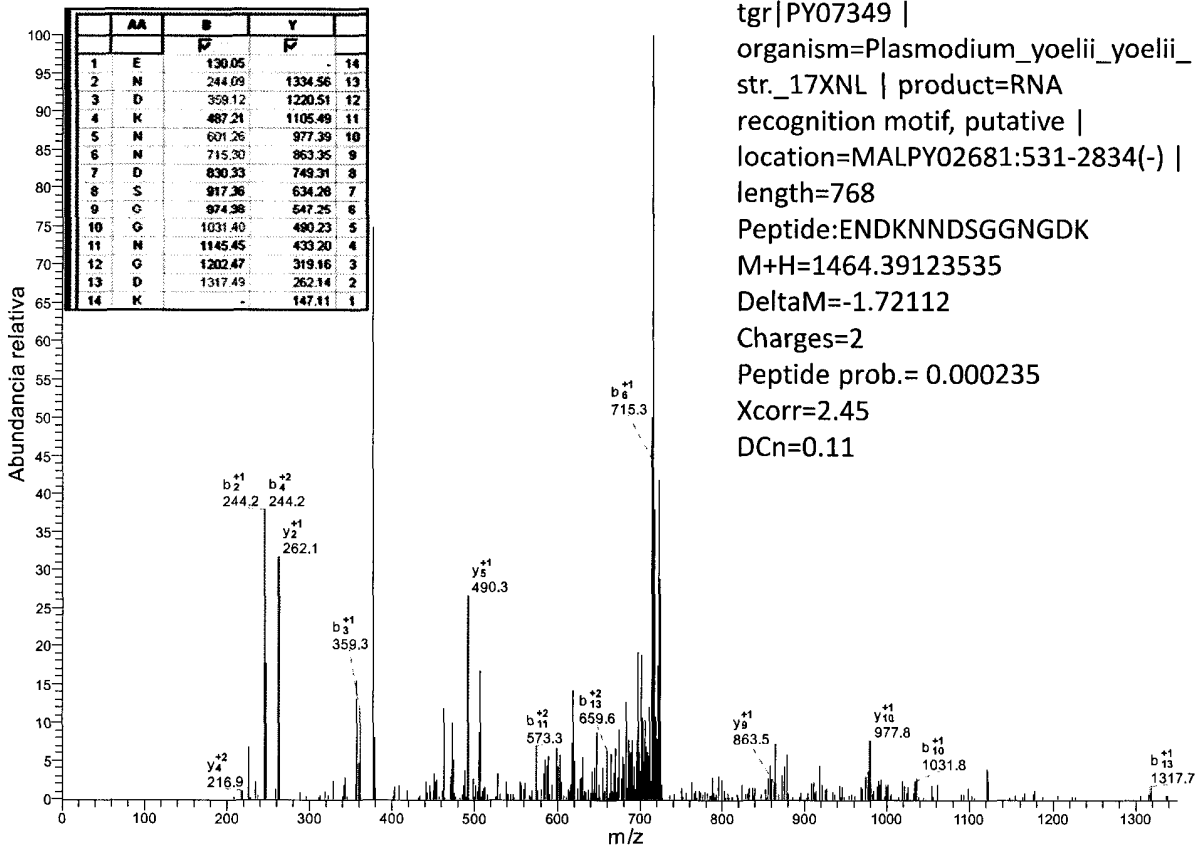 tgr|PY07349 |
organism=Plasmodium_yoelii_yoelii_
str._17XNL | product=RNA
recognition motif, putative |
location=MALPY02681:531-2834(-) |
length=768
Peptide:ENDKNNDSGGNGDK
M+H=1464.39123535
DeltaM=-1.72112
Charges=2
Peptide prob.= 0.000235
Xcorr=2.45
DCn=0.11
AA B Y
1 E 130.05 - 14
2 N 244.09 1334.56 13
3 D 359.12 1220.51 12
4 K 487.21 1105.49 11
5 N 601.26 977.39 10
6 N 715.30 863.35 9
7 D 830.33 749.31 8
8 S 917.36 634.28 7
9 G 974.38 547.25 6
10 G 1031.40 490.23 5
11 N 1145.45 433.20 4
12 G 1202.47 319.16 3
13 D 1317.49 262.14 2
14 K - 147.11 1
Abundancia relativa
100
95
90
85
80
75
70
65
60
55
50
45
40
35
30
25
20
15
10
5
0
b6+1
715.3
b2+1 b4+2
244.2 244.2
y2+1
262.1
y5+1
490.3
b3+1
359.3
b11+2
573.3
b13+2
659.6
y9+1
863.5
y10+1
977.8
b10+1
1031.8
b13+1
1317.7
y4+2
216.9
0 100 200 300 400 500 600 700 800 900 1000 1100 1200 1300
m/z